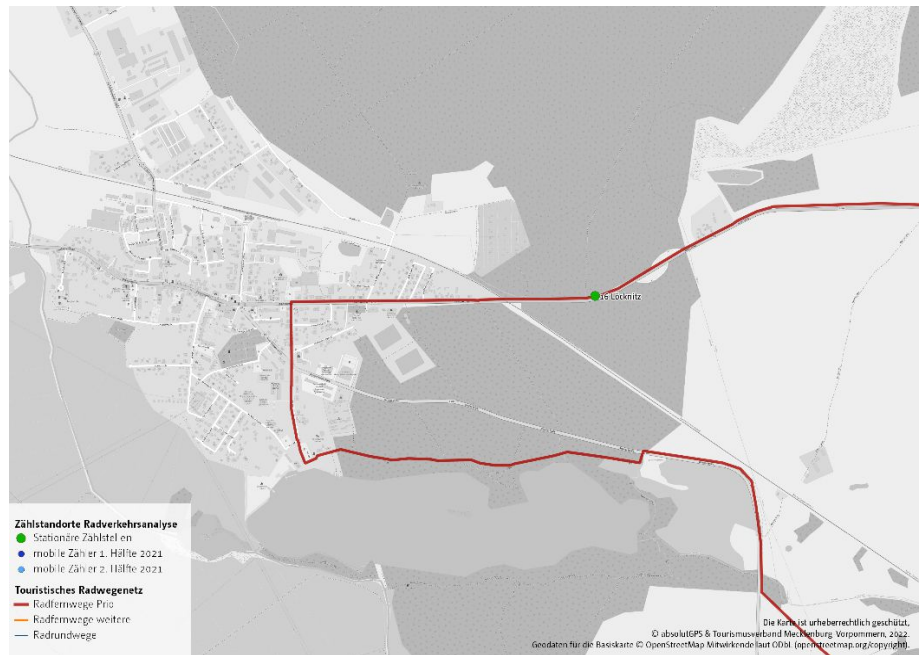 16 Löcknitz
Zählstandorte Radverkehrsanalyse
Stationäre Zählstel en
mobile Zähler 1. Hälfte 2021
mobile Zähler 2. Hälfte 2021
Touristisches Radwegenetz
Radfernwege Prio
Radfernwege weitere
Radrundwege
Die Karte ist urheberrechtlich geschützt.
© absolutGPS & Tourismusverband Mecklenburg Vorpommern, 2022.
Geodaten für die Basiskarte © OpenStreetMap Mitwirkende laut ODbL (openstreetmap.org/copyright).